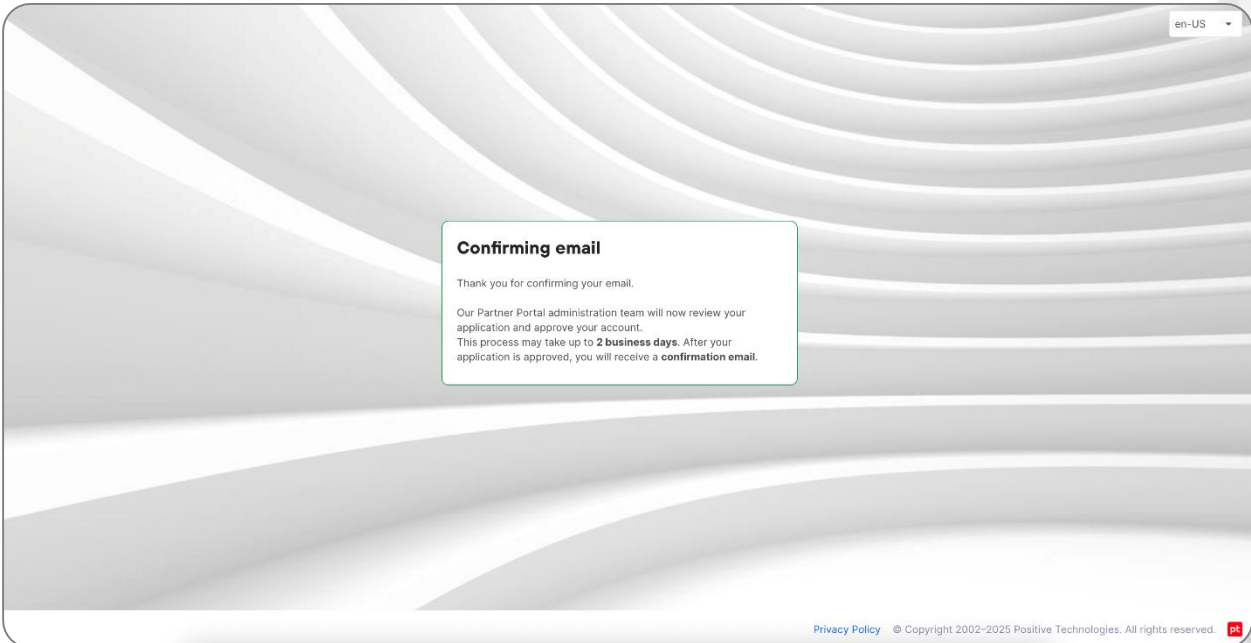 en-US
Confirming email
Thank you for confirming your email.
Our Partner Portal administration team will now review your
application and approve your account.
This process may take up to 2 business days. After your
application is approved, you will receive a confirmation email.
Privacy Policy © Copyright 2002–2025 Positive Technologies. All rights reserved. pt